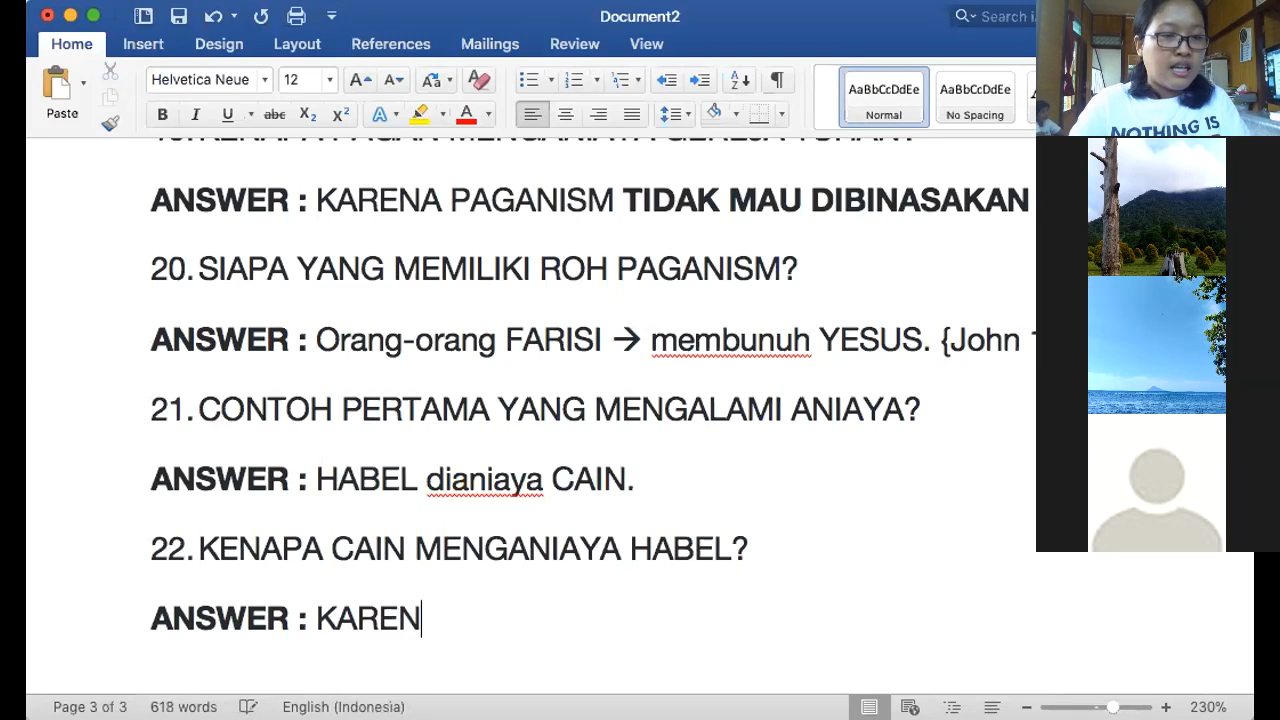 Document2
Search i
Home Insert Design Layout References Mailings Review View
Paste
Helvetica Neue 12
AaBbCcDdEe AaBbCcDdEe
Normal No Spacing
NOTHING IS
ANSWER : KARENA PAGANISM TIDAK MAU DIBINASAKAN
20. SIAPA YANG MEMILIKI ROH PAGANISM?
ANSWER : Orang-orang FARISI → membunuh YESUS. {John
21. CONTOH PERTAMA YANG MENGALAMI ANIAYA?
ANSWER : HABEL dianiaya CAIN.
22. KENAPA CAIN MENGANIAYA HABEL?
ANSWER : KAREN
Page 3 of 3 618 words English (Indonesia) 230%